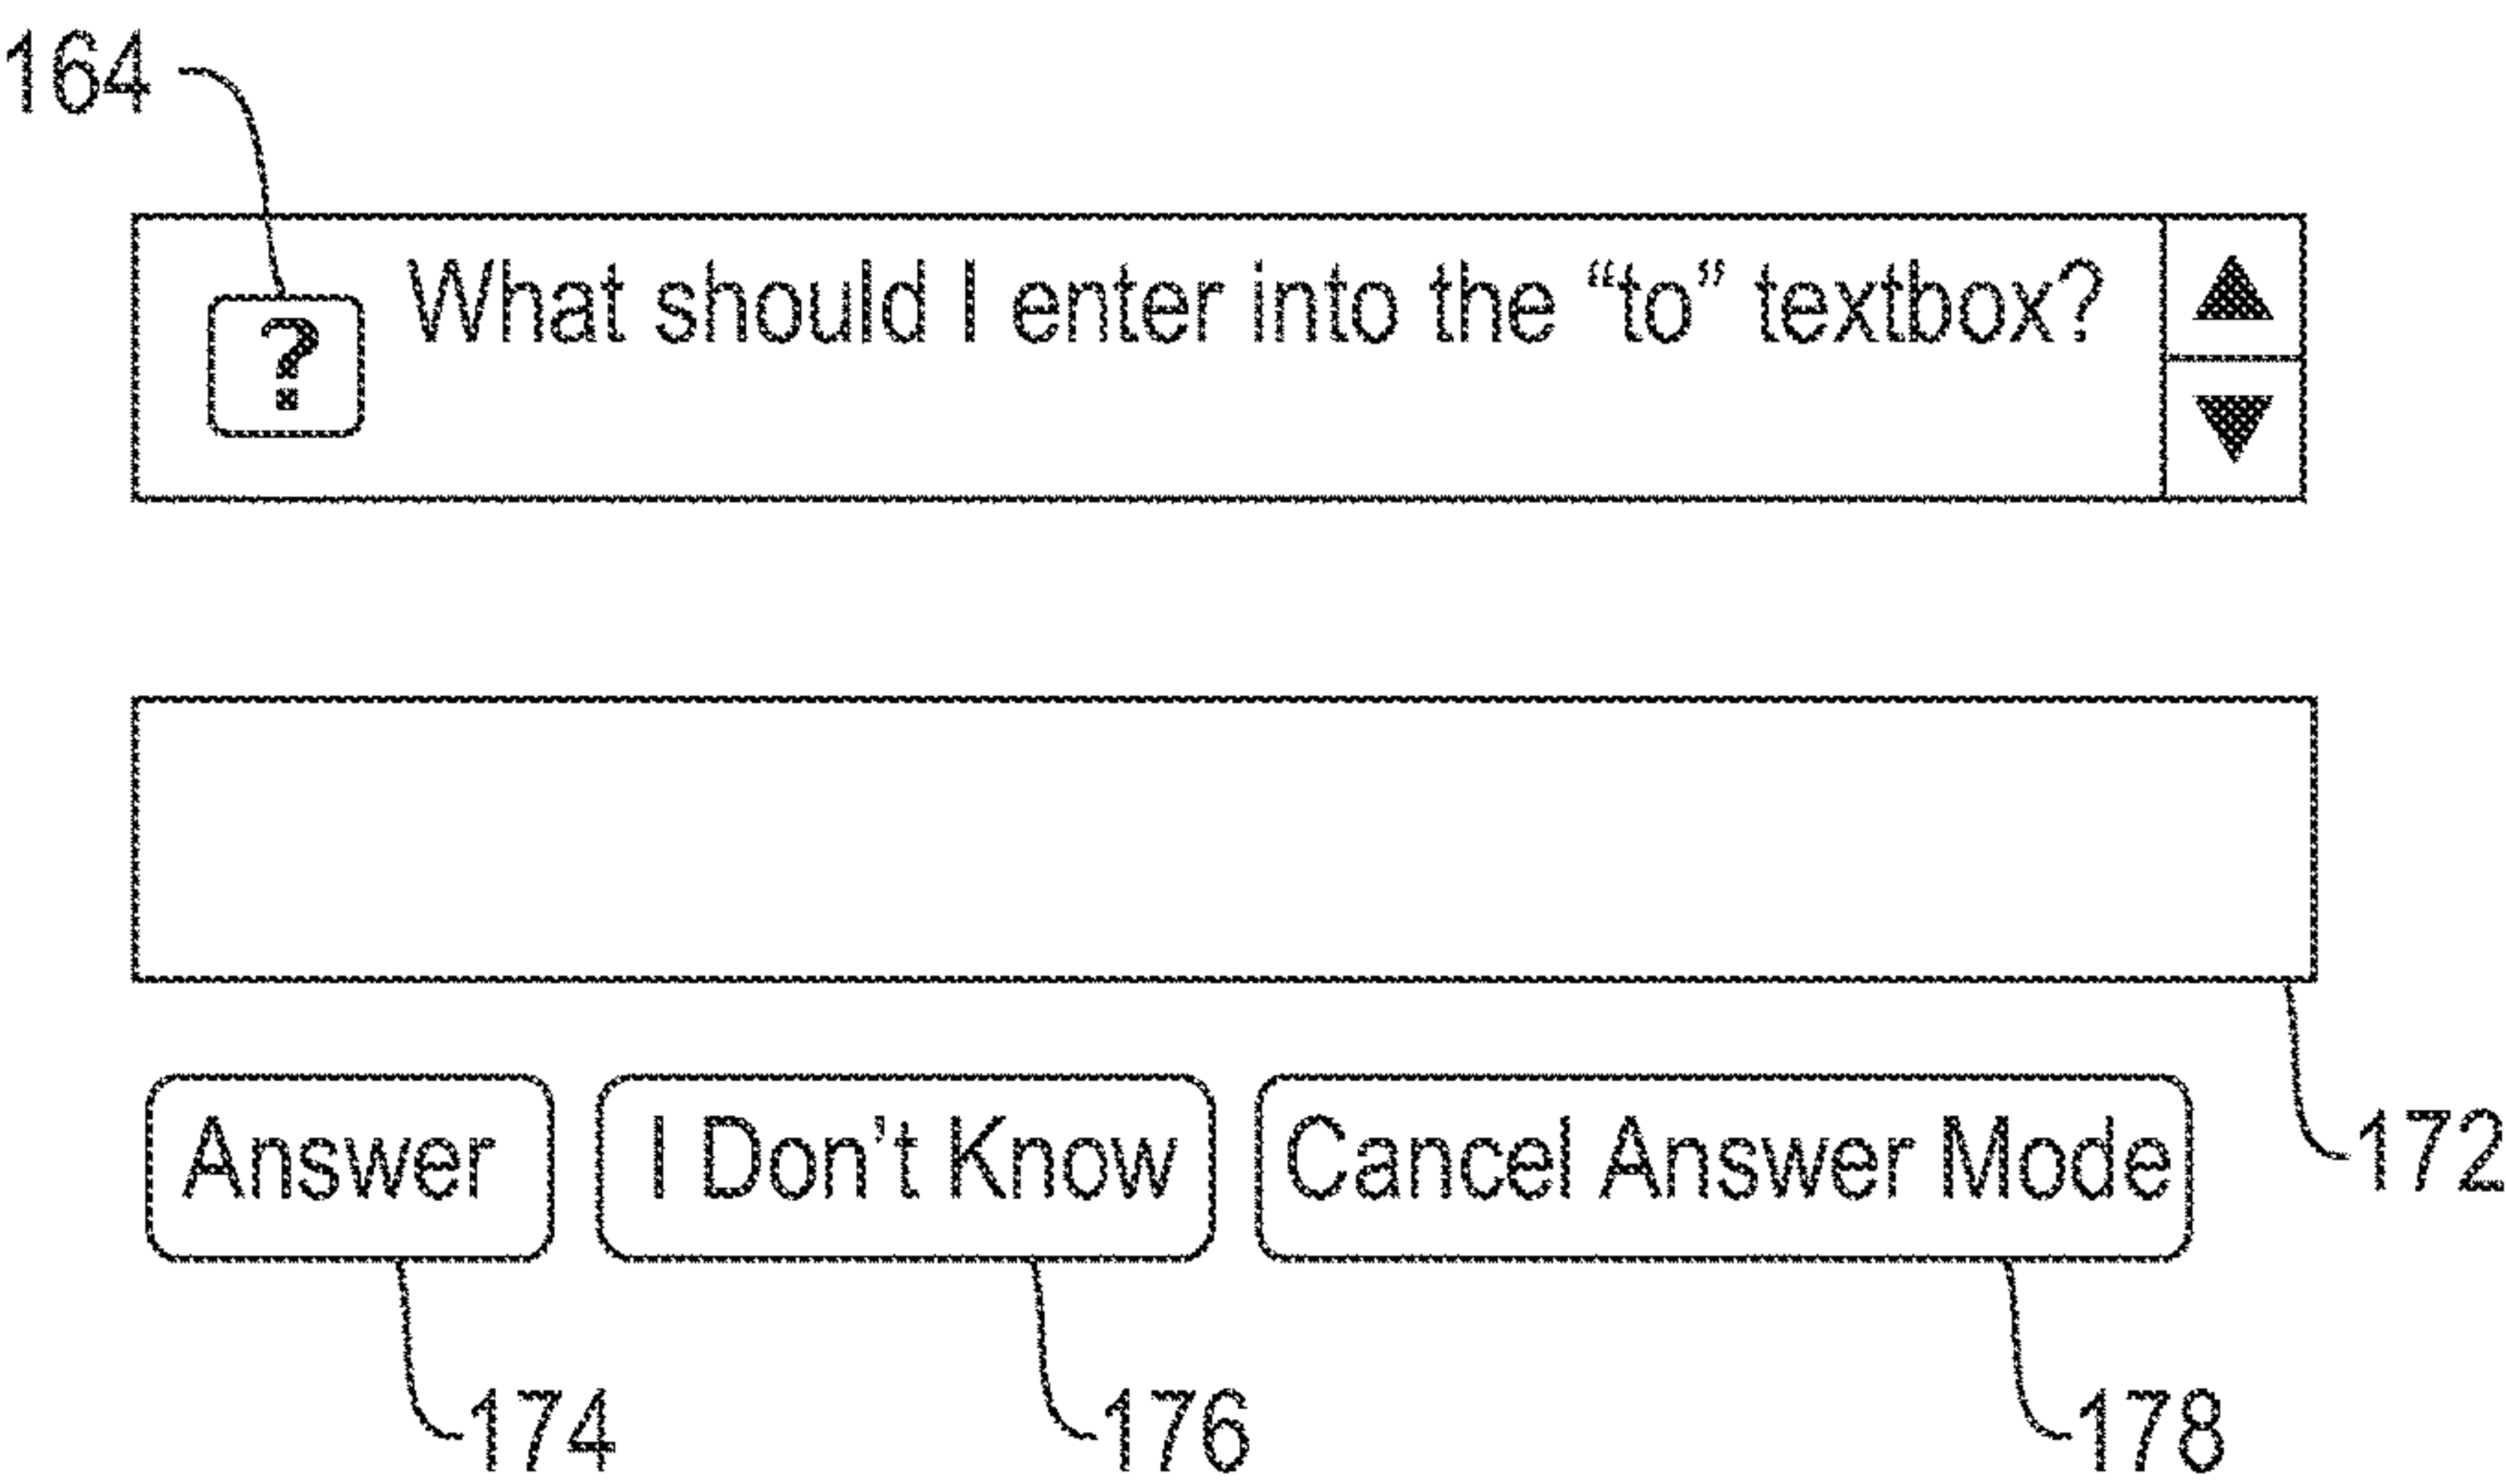 164
? What should I enter into the “to” textbox?
Answer I Don't Know Cancel Answer Mode
172
174 176 178